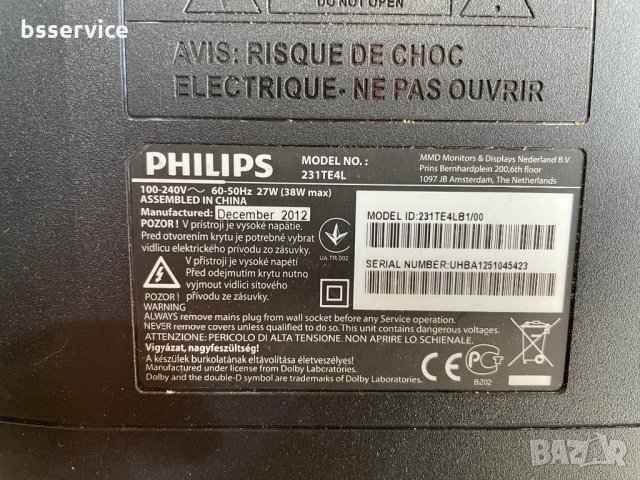 bsservice
DO NOT OPEN
AVIS: RISQUE DE CHOC
ELECTRIQUE- NE PAS OUVRIR
PHILIPS
MODEL NO. :
231TE4L
MMD Monitors & Displays Nederland B.V.
Prins Bernhardplein 200,6th floor
1097 JB Amsterdam, The Netherlands
100-240V～ 60-50Hz 27W (38W max)
ASSEMBLED IN CHINA
Manufactured: December 2012
POZOR ! V prístroji je vysoké napätie.
Pred otvorením krytu je potrebné vybrat
vidlicu elektrického prívodu zo zásuvky.
V přístroji je vysoké napětí
Před odejmutím krytu nutno
vyjmout vidlici síťového
POZOR ! přívodu ze zásuvky.
UA.TR.002
MODEL ID:231TE4LB1/00
SERIAL NUMBER:UHBA1251045423
WARNING
ALWAYS remove mains plug from wall socket before any Service operation.
NEVER remove covers unless qualified to do so. This unit contains dangerous voltages.
ATTENZIONE: PERICOLO DI ALTA TENSIONE. NON APRIRE LO SCHIENALE.
Vigyázat, nagyfeszültség!
A készülek burkolatának eltávolítása életveszélyes!
Manufactured under license from Dolby Laboratories.
Dolby and the double-D symbol are trademarks of Dolby Laboratories.
CE
BZ02
BAZAR